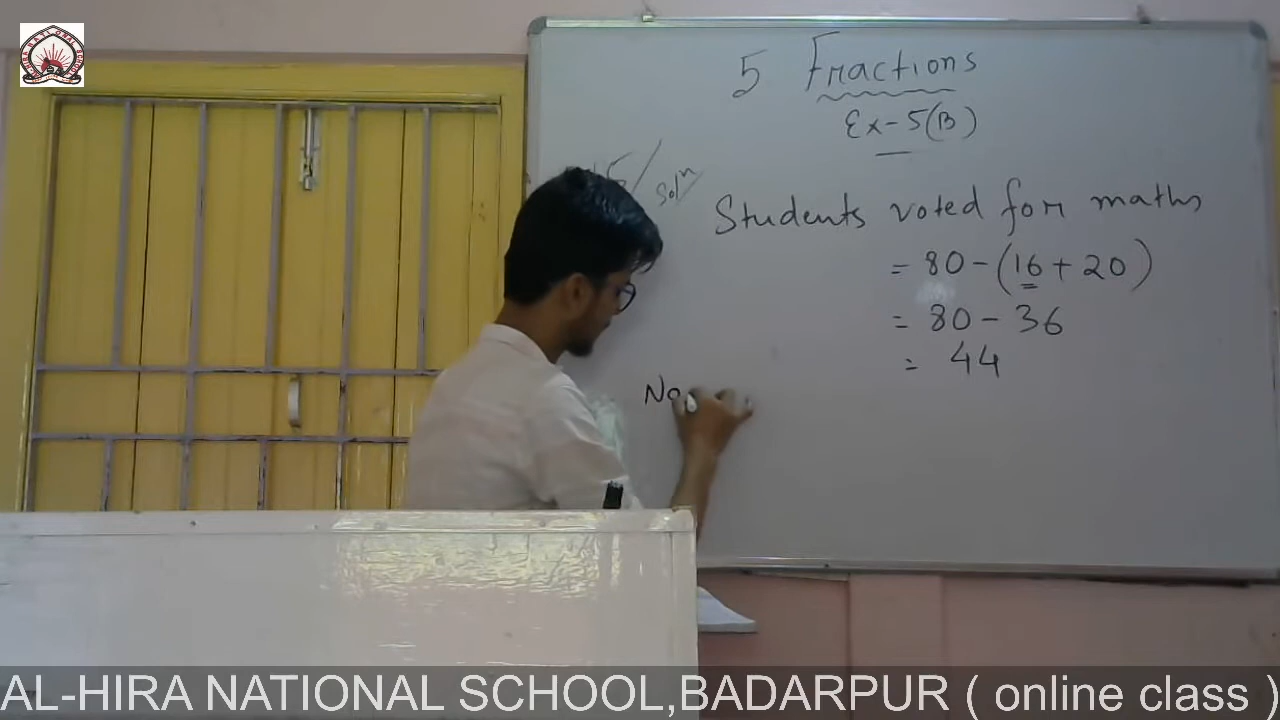 5 Fractions
Ex-5(B)
Soln
Students voted for maths
= 80 - (16 + 20)
= 80 - 36
= 44
No
AL-HIRA NATIONAL SCHOOL,BADARPUR ( online class )